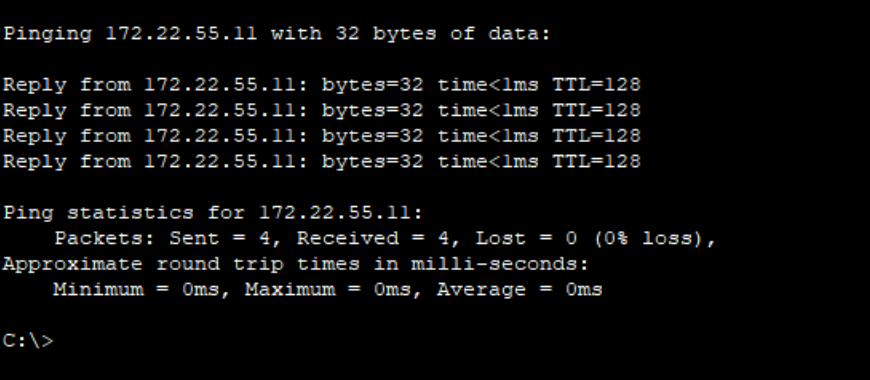 Pinging 172.22.55.11 with 32 bytes of data:
Reply from 172.22.55.11: bytes=32 time<1ms TTL=128
Reply from 172.22.55.11: bytes=32 time<1ms TTL=128
Reply from 172.22.55.11: bytes=32 time<1ms TTL=128
Reply from 172.22.55.11: bytes=32 time<1ms TTL=128
Ping statistics for 172.22.55.11:
    Packets: Sent = 4, Received = 4, Lost = 0 (0% loss),
Approximate round trip times in milli-seconds:
    Minimum = 0ms, Maximum = 0ms, Average = 0ms
C:\>